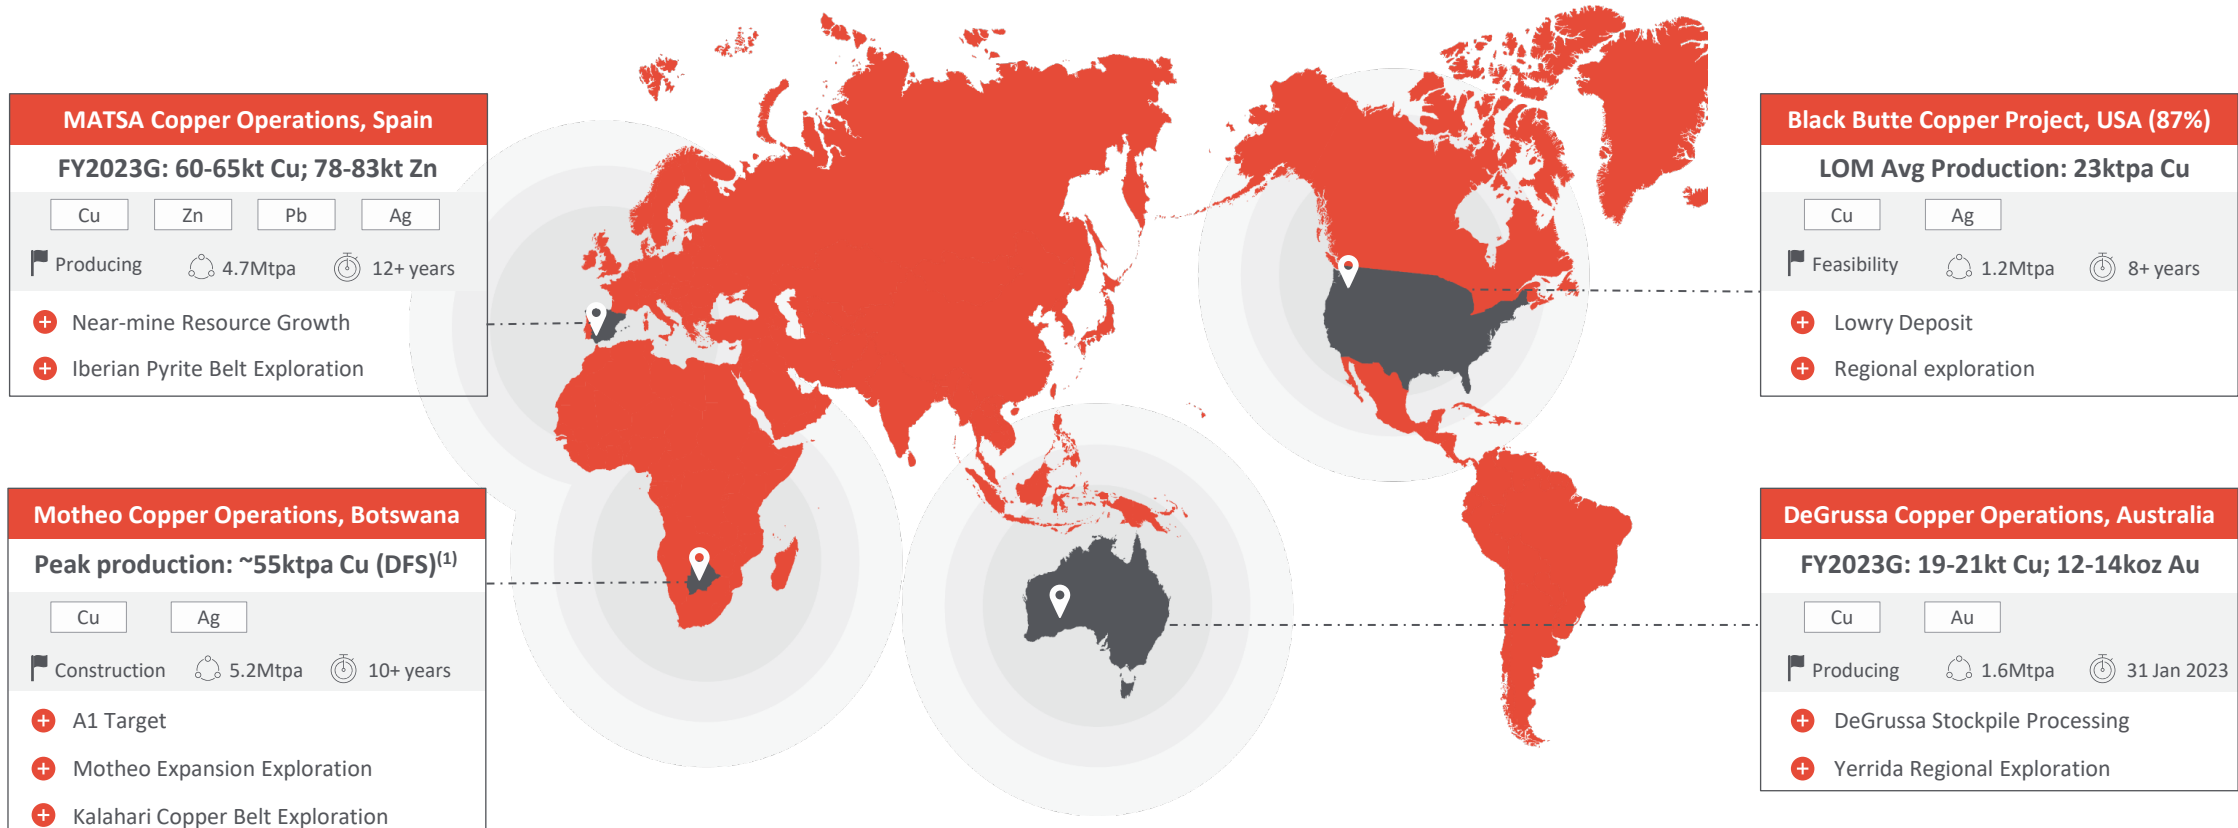 MATSA Copper Operations, Spain
FY2023G: 60-65kt Cu; 78-83kt Zn
Cu Zn Pb Ag
Producing 4.7Mtpa 12+ years
Near-mine Resource Growth
Iberian Pyrite Belt Exploration
Motheo Copper Operations, Botswana
Peak production: ~55ktpa Cu (DFS)(1)
Cu Ag
Construction 5.2Mtpa 10+ years
A1 Target
Motheo Expansion Exploration
Kalahari Copper Belt Exploration
Black Butte Copper Project, USA (87%)
LOM Avg Production: 23ktpa Cu
Cu Ag
Feasibility 1.2Mtpa 8+ years
Lowry Deposit
Regional exploration
DeGrussa Copper Operations, Australia
FY2023G: 19-21kt Cu; 12-14koz Au
Cu Au
Producing 1.6Mtpa 31 Jan 2023
DeGrussa Stockpile Processing
Yerrida Regional Exploration